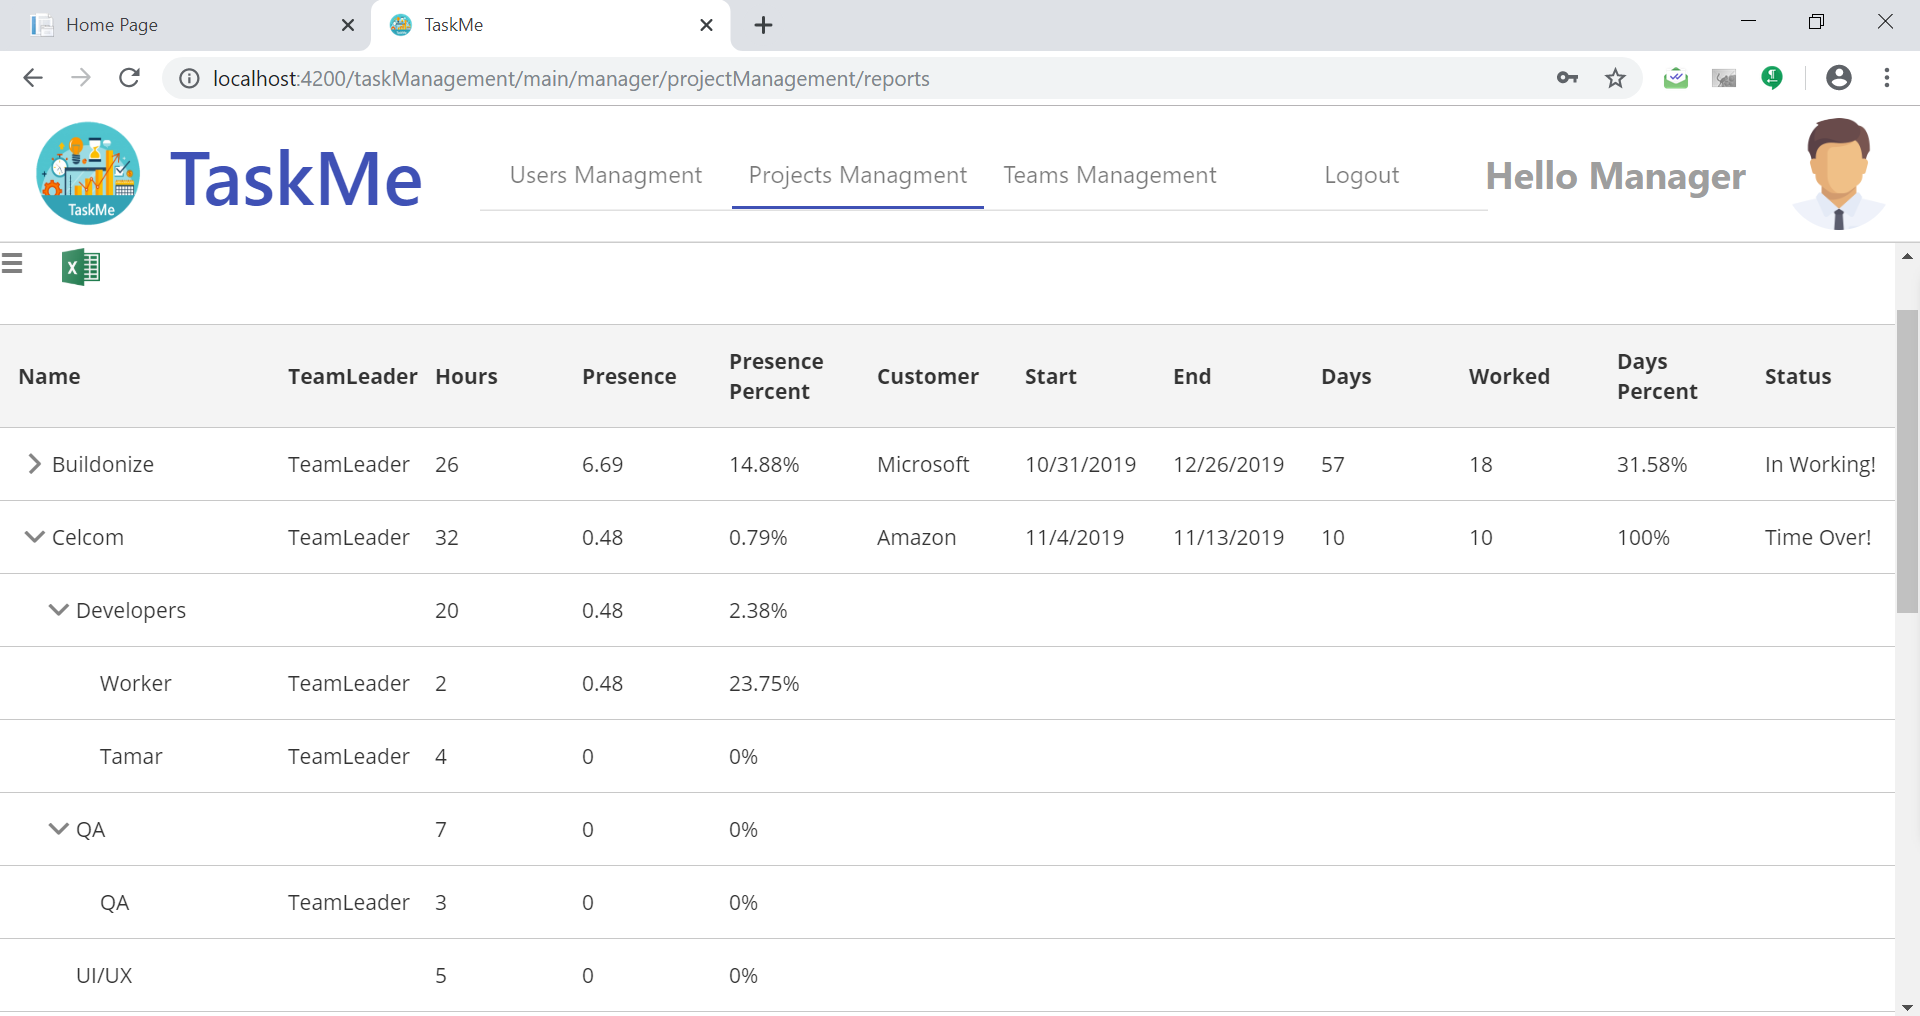 Home Page
TaskMe
localhost:4200/taskManagement/main/manager/projectManagement/reports
TaskMe
TaskMe
Users Managment
Projects Managment
Teams Management
Logout
Hello Manager
X
Name TeamLeader Hours Presence Presence Percent Customer Start End Days Worked Days Percent Status
Buildonize TeamLeader 26 6.69 14.88% Microsoft 10/31/2019 12/26/2019 57 18 31.58% In Working!
Celcom TeamLeader 32 0.48 0.79% Amazon 11/4/2019 11/13/2019 10 10 100% Time Over!
Developers 20 0.48 2.38%
Worker TeamLeader 2 0.48 23.75%
Tamar TeamLeader 4 0 0%
QA 7 0 0%
QA TeamLeader 3 0 0%
UI/UX 5 0 0%